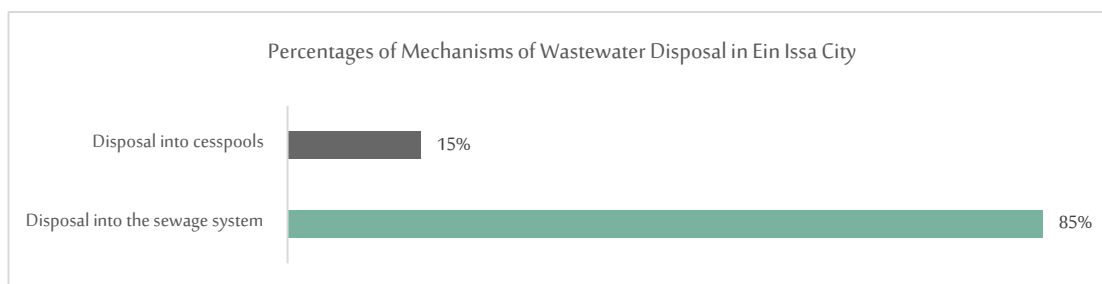 Percentages of Mechanisms of Wastewater Disposal in Ein Issa City
Disposal into cesspools
15%
Disposal into the sewage system
85%